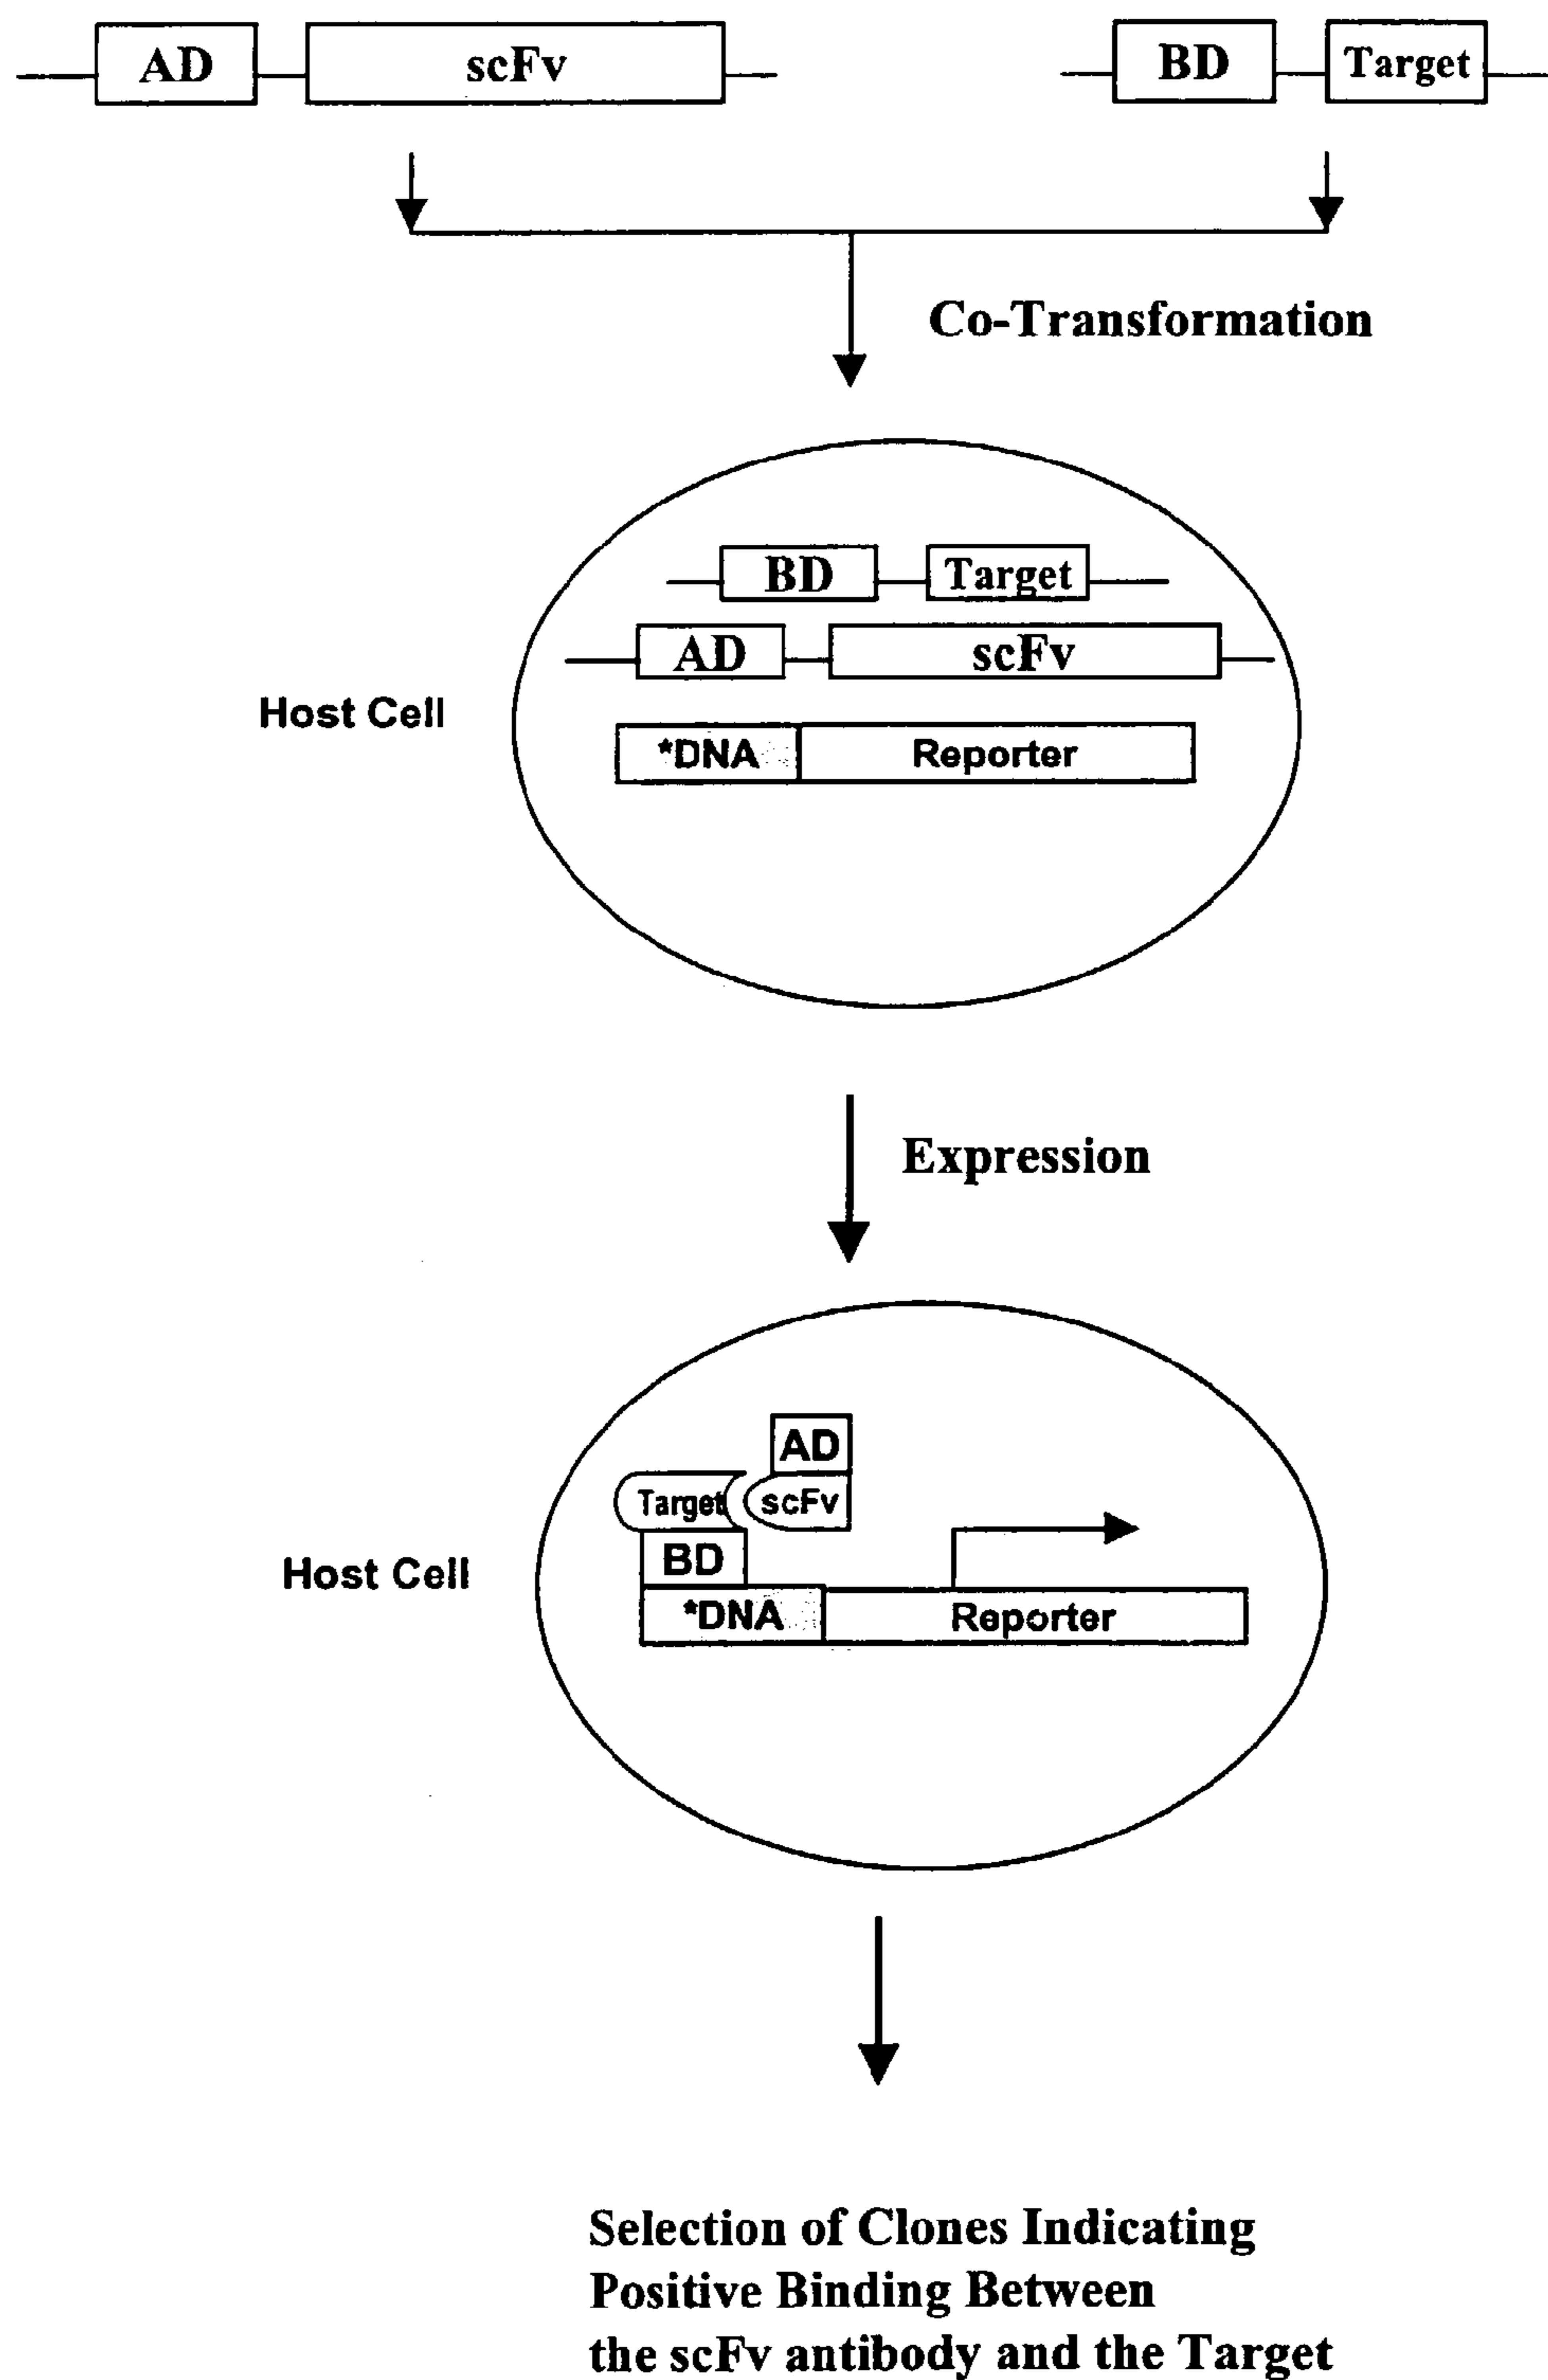 AD scFv BD Target
Co-Transformation
BD Target
AD scFv
Host Cell
*DNA Reporter
Expression
AD
Target scFv
BD
Host Cell
*DNA Reporter
Selection of Clones Indicating
Positive Binding Between
the scFv antibody and the Target